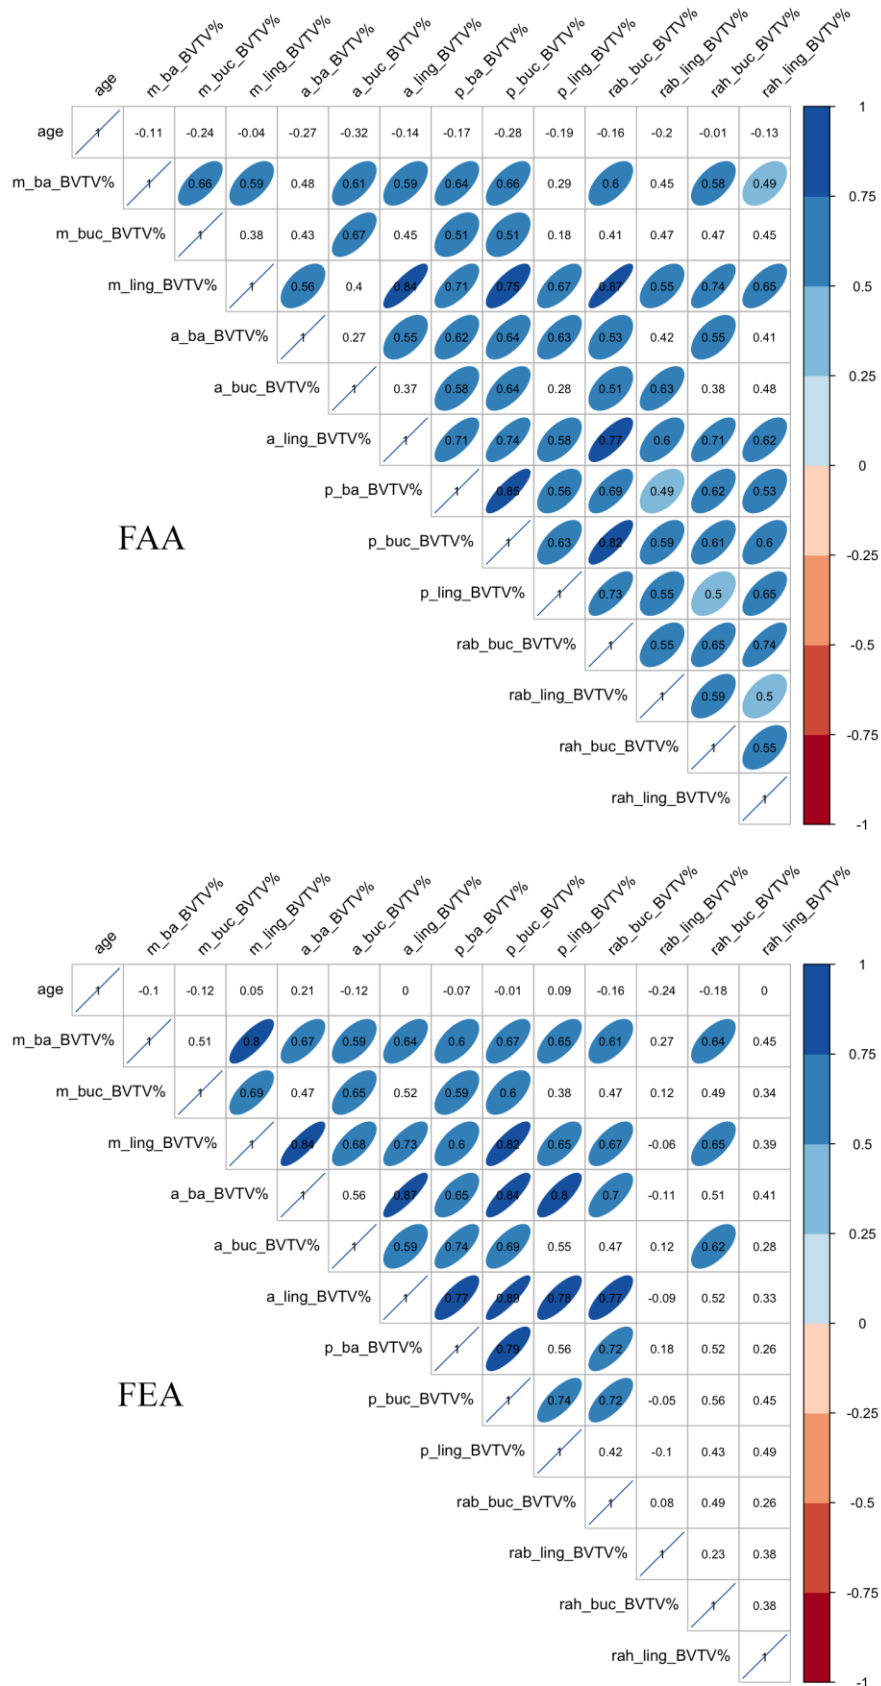 age m_ba_BVTV% m_buc_BVTV% m_ling_BVTV% a_ba_BVTV% a_buc_BVTV% a_ling_BVTV% p_ba_BVTV% p_buc_BVTV% p_ling_BVTV% rab_buc_BVTV% rab_ling_BVTV% rah_buc_BVTV% rah_ling_BVTV%
age 1 -0.11 -0.24 -0.04 -0.27 -0.32 -0.14 -0.17 -0.28 -0.19 -0.16 -0.2 -0.01 -0.13
m_ba_BVTV% 1 0.66 0.59 0.48 0.61 0.59 0.64 0.66 0.29 0.6 0.45 0.58 0.49
m_buc_BVTV% 1 0.38 0.43 0.67 0.45 0.51 0.51 0.18 0.41 0.47 0.47 0.45
m_ling_BVTV% 1 0.56 0.4 0.84 0.71 0.75 0.67 0.87 0.55 0.74 0.65
a_ba_BVTV% 1 0.27 0.55 0.62 0.64 0.63 0.53 0.42 0.55 0.41
a_buc_BVTV% 1 0.37 0.58 0.64 0.28 0.51 0.63 0.38 0.48
a_ling_BVTV% 1 0.71 0.74 0.58 0.77 0.6 0.71 0.62
p_ba_BVTV% 1 0.85 0.56 0.69 0.49 0.62 0.53
FAA
p_buc_BVTV% 1 0.63 0.82 0.59 0.61 0.6
p_ling_BVTV% 1 0.73 0.55 0.5 0.65
rab_buc_BVTV% 1 0.55 0.65 0.74
rab_ling_BVTV% 1 0.59 0.5
rah_buc_BVTV% 1 0.55
rah_ling_BVTV% 1
1
0.75
0.5
0.25
0
-0.25
-0.5
-0.75
-1
age m_ba_BVTV% m_buc_BVTV% m_ling_BVTV% a_ba_BVTV% a_buc_BVTV% a_ling_BVTV% p_ba_BVTV% p_buc_BVTV% p_ling_BVTV% rab_buc_BVTV% rab_ling_BVTV% rah_buc_BVTV% rah_ling_BVTV%
age 1 -0.1 -0.12 0.05 0.21 -0.12 0 -0.07 -0.01 0.09 -0.16 -0.24 -0.18 0
m_ba_BVTV% 1 0.51 0.8 0.67 0.59 0.64 0.6 0.67 0.65 0.61 0.27 0.64 0.45
m_buc_BVTV% 1 0.69 0.47 0.65 0.52 0.59 0.6 0.38 0.47 0.12 0.49 0.34
m_ling_BVTV% 1 0.84 0.68 0.73 0.6 0.82 0.65 0.67 -0.06 0.65 0.39
a_ba_BVTV% 1 0.56 0.87 0.65 0.84 0.8 0.7 -0.11 0.51 0.41
a_buc_BVTV% 1 0.59 0.74 0.69 0.55 0.47 0.12 0.62 0.28
a_ling_BVTV% 1 0.77 0.89 0.78 0.77 -0.09 0.52 0.33
p_ba_BVTV% 1 0.79 0.56 0.72 0.18 0.52 0.26
FEA
p_buc_BVTV% 1 0.74 0.72 -0.05 0.56 0.45
p_ling_BVTV% 1 0.42 -0.1 0.43 0.49
rab_buc_BVTV% 1 0.08 0.49 0.26
rab_ling_BVTV% 1 0.23 0.38
rah_buc_BVTV% 1 0.38
rah_ling_BVTV% 1
1
0.75
0.5
0.25
0
-0.25
-0.5
-0.75
-1